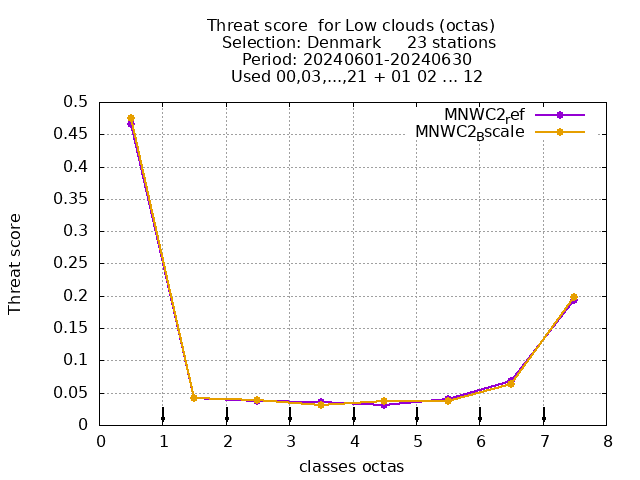 Threat score  for Low clouds (octas)
Selection: Denmark     23 stations
Period: 20240601-20240630
Used 00,03,...,21 + 01 02 ... 12
MNWC2ref
MNWC2Bscale
0.5
0.45
0.4
0.35
0.3
0.25
0.2
0.15
0.1
0.05
0
Threat score
0 1 2 3 4 5 6 7 8
classes octas